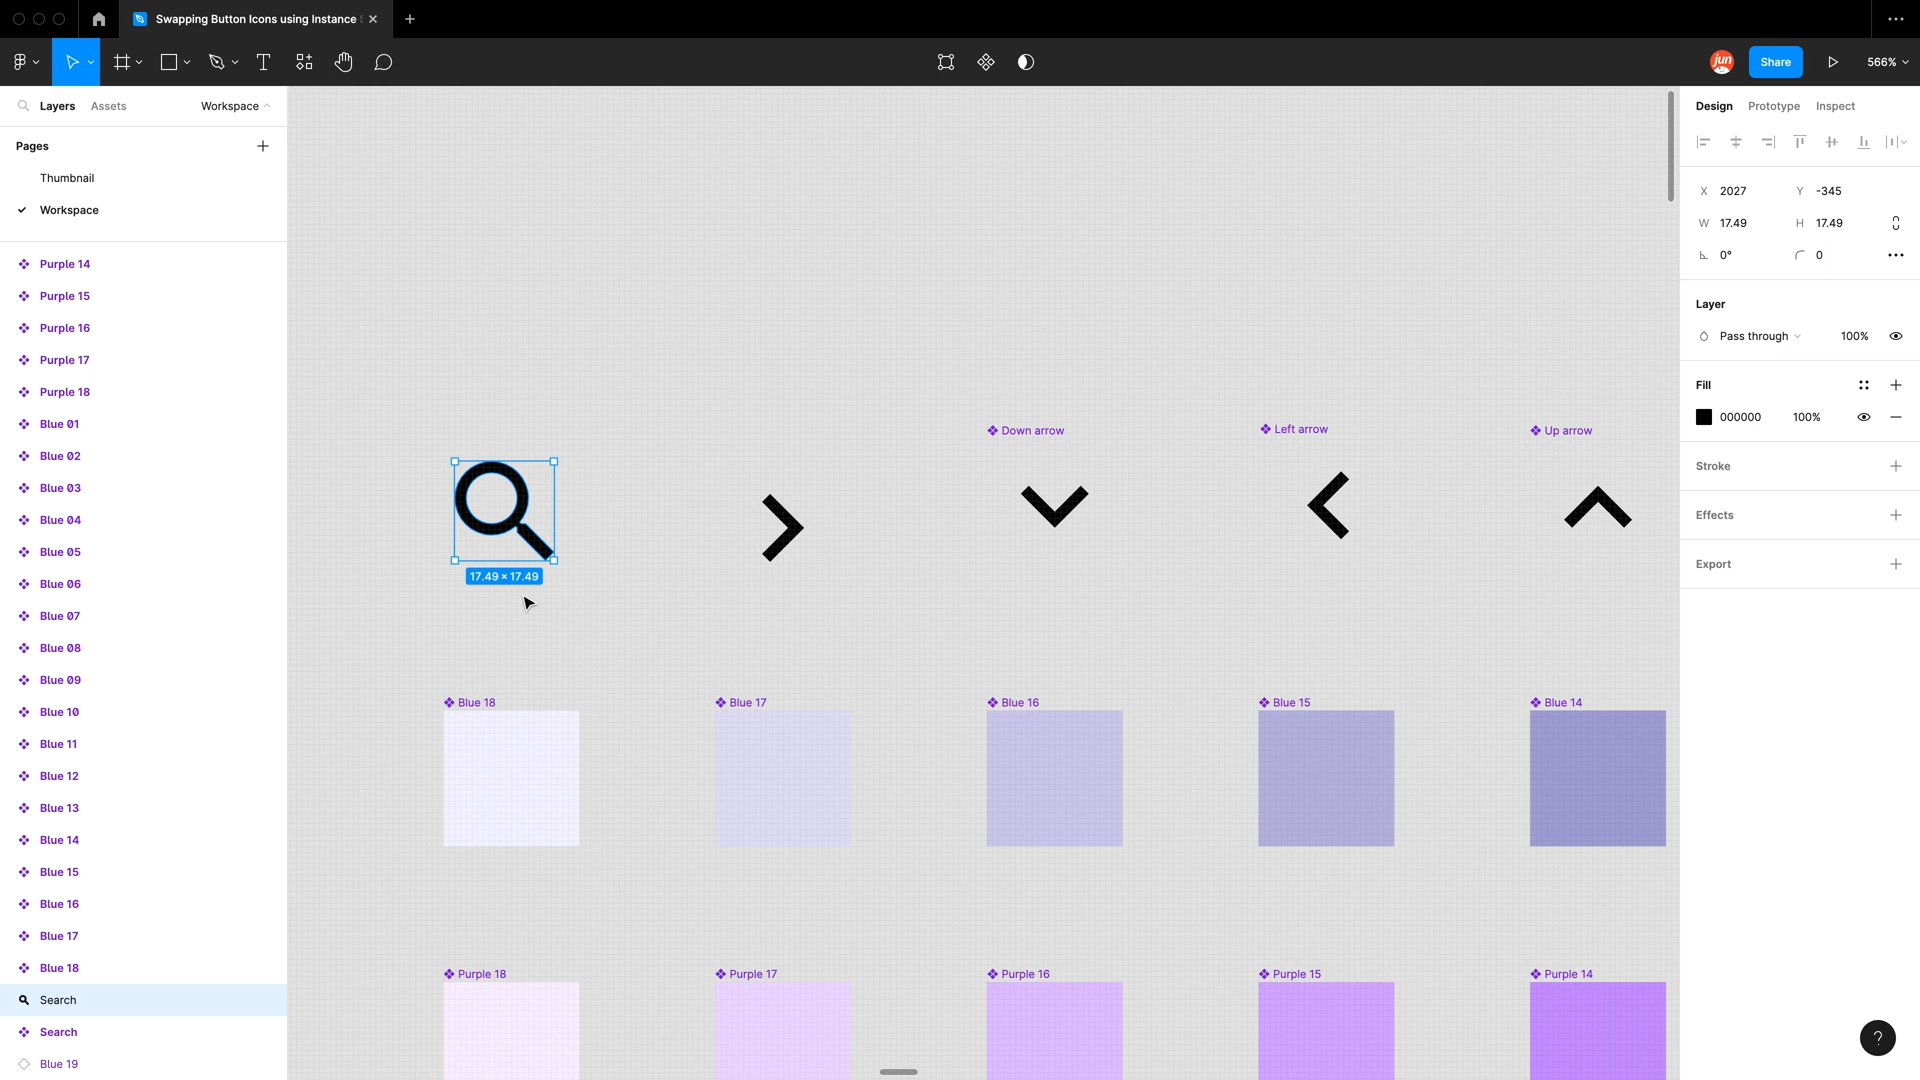 Swapping Button Icons using Instance
jun
Share
566%
Layers
Assets
Workspace
Design
Prototype
Inspect
Pages
Thumbnail
Workspace
X 2027
Y -345
W 17.49
H 17.49
0°
0
Layer
Pass through
100%
Fill
000000
100%
Stroke
Effects
Export
Purple 14
Purple 15
Purple 16
Purple 17
Purple 18
Blue 01
Blue 02
Blue 03
Blue 04
Blue 05
Blue 06
Blue 07
Blue 08
Blue 09
Blue 10
Blue 11
Blue 12
Blue 13
Blue 14
Blue 15
Blue 16
Blue 17
Blue 18
Search
Search
Blue 19
Down arrow
Left arrow
Up arrow
17.49 × 17.49
Blue 18
Blue 17
Blue 16
Blue 15
Blue 14
Purple 18
Purple 17
Purple 16
Purple 15
Purple 14
?